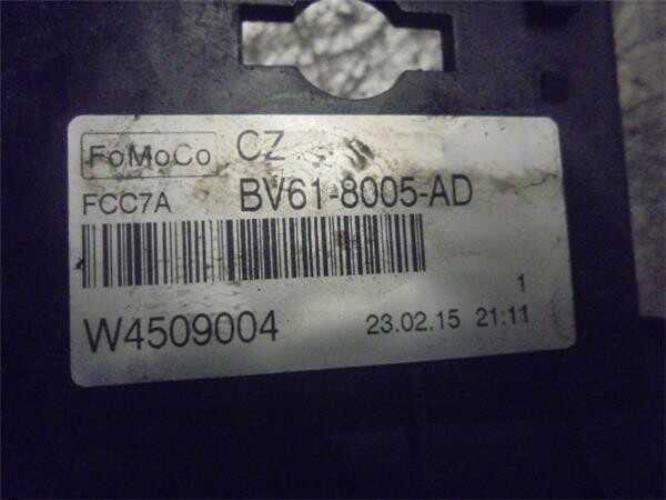 FoMoCo CZ
FCC7A BV61-8005-AD
1
W4509004 23.02.15 21:11